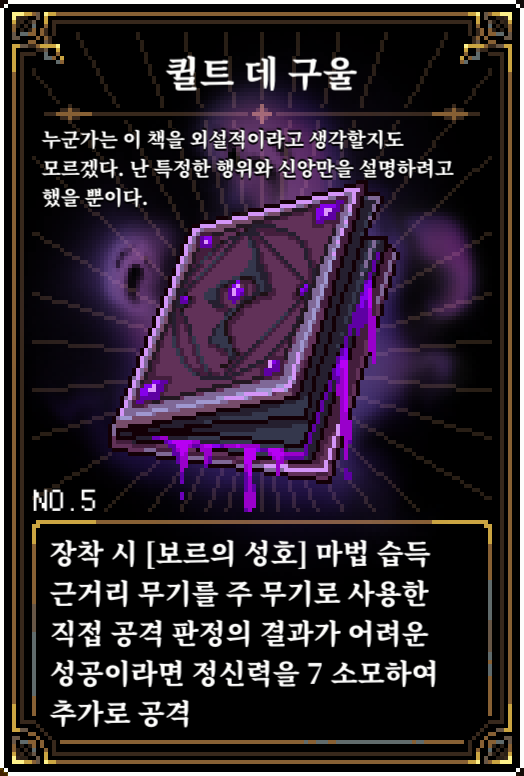 퀼트 데 구울
누군가는 이 책을 외설적이라고 생각할지도
모르겠다. 난 특정한 행위와 신앙만을 설명하려고
했을 뿐이다.
NO.5
장착 시 [보르의 성호] 마법 습득
근거리 무기를 주 무기로 사용한
직접 공격 판정의 결과가 어려운
성공이라면 정신력을 7 소모하여
추가로 공격